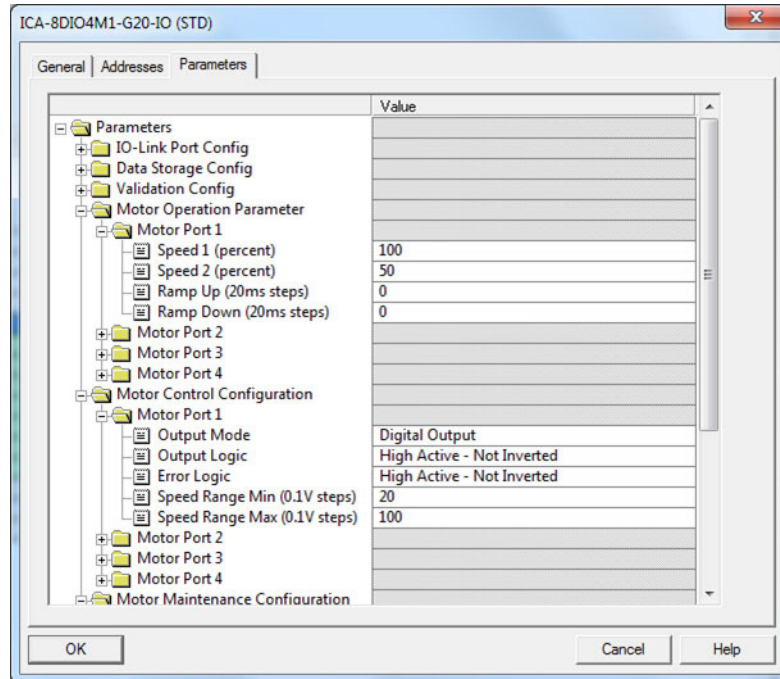 ICA-8DIO4M1-G20-IO (STD)
General Addresses Parameters
Value
Parameters
IO-Link Port Config
Data Storage Config
Validation Config
Motor Operation Parameter
Motor Port 1
Speed 1 (percent) 100
Speed 2 (percent) 50
Ramp Up (20ms steps) 0
Ramp Down (20ms steps) 0
Motor Port 2
Motor Port 3
Motor Port 4
Motor Control Configuration
Motor Port 1
Output Mode Digital Output
Output Logic High Active - Not Inverted
Error Logic High Active - Not Inverted
Speed Range Min (0.1V steps) 20
Speed Range Max (0.1V steps) 100
Motor Port 2
Motor Port 3
Motor Port 4
Motor Maintenance Configuration
OK Cancel Help